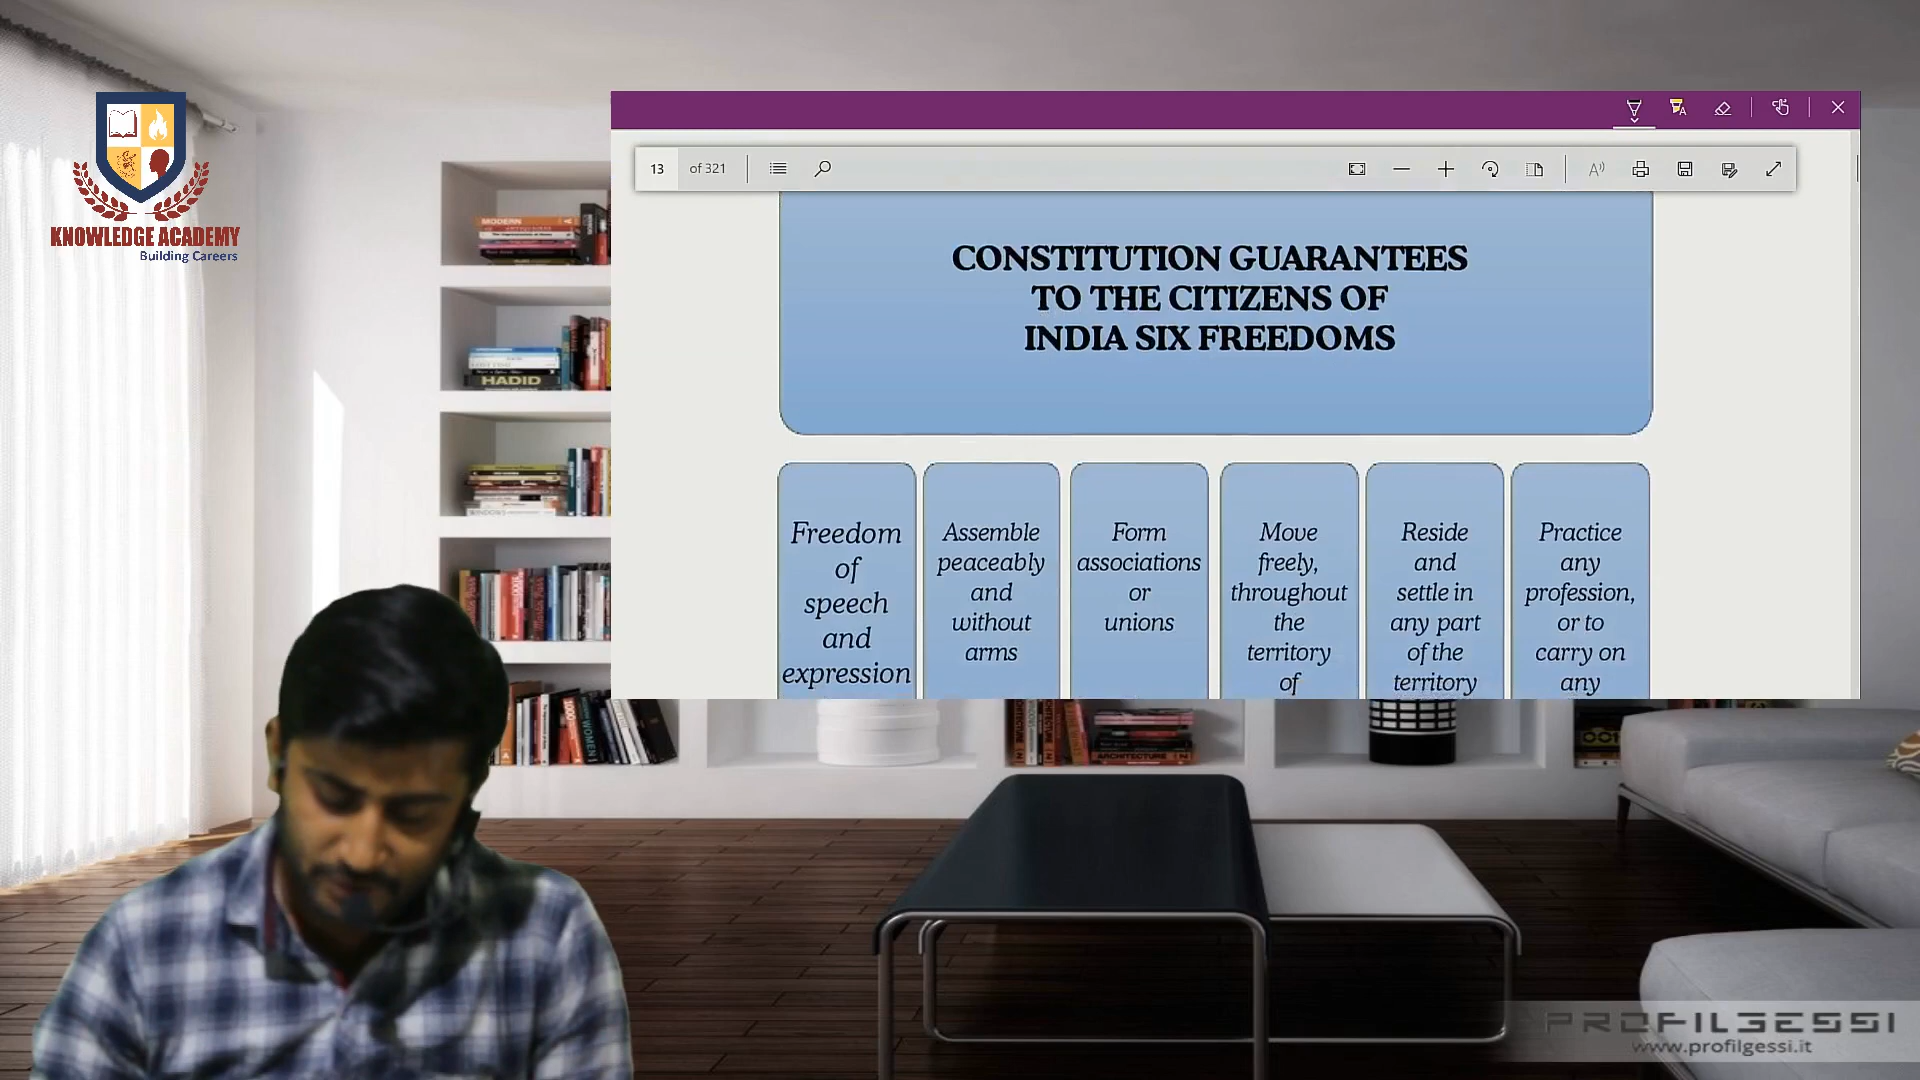 KNOWLEDGE ACADEMY
Building Careers
13 of 321
CONSTITUTION GUARANTEES
TO THE CITIZENS OF
INDIA SIX FREEDOMS
Freedom
of
speech
and
expression
Assemble
peaceably
and
without
arms
Form
associations
or
unions
Move
freely,
throughout
the
territory
of
Reside
and
settle in
any part
of the
territory
Practice
any
profession,
or to
carry on
any
MODERN
HADID
WOMEN
ARCHITECTURE
PROFILGESSI
www.profilgessi.it